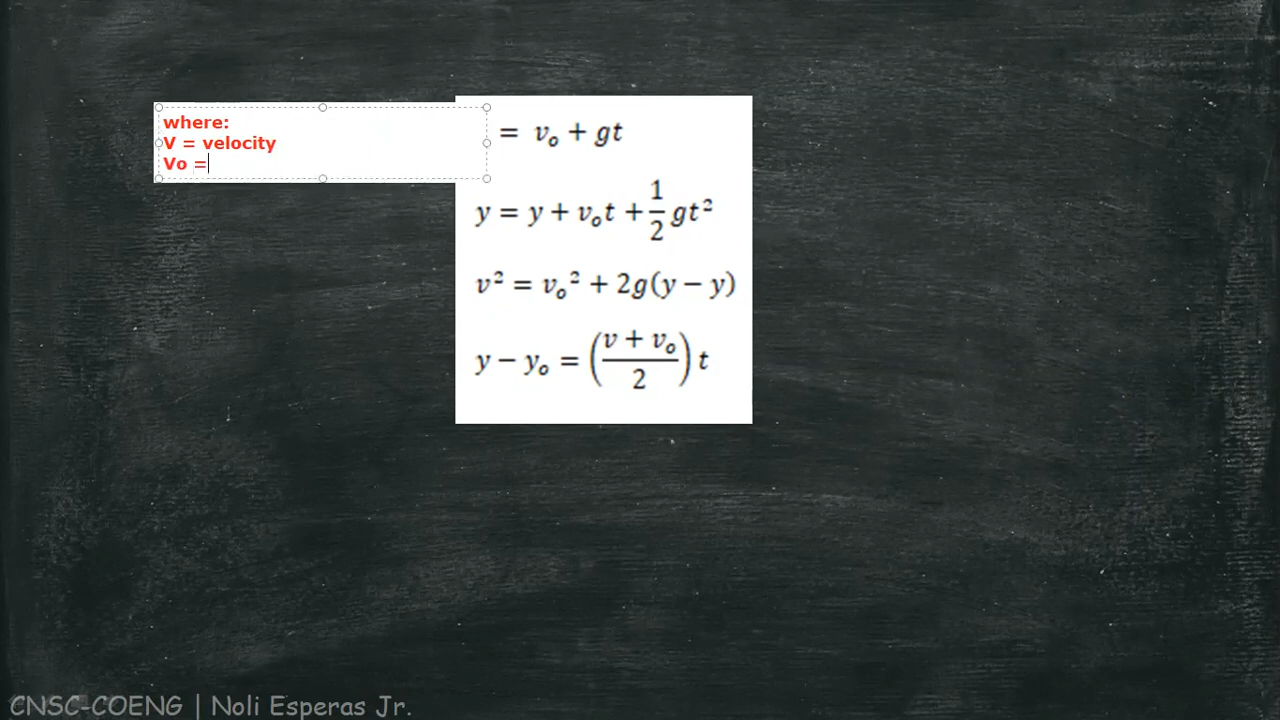 where:
V = velocity
Vo =
= vₒ + gt
y = y + vₒt + 1/2 gt²
v² = vₒ² + 2g(y − y)
y − yₒ = ((v + vₒ)/2) t
CNSC-COENG | Noli Esperas Jr.